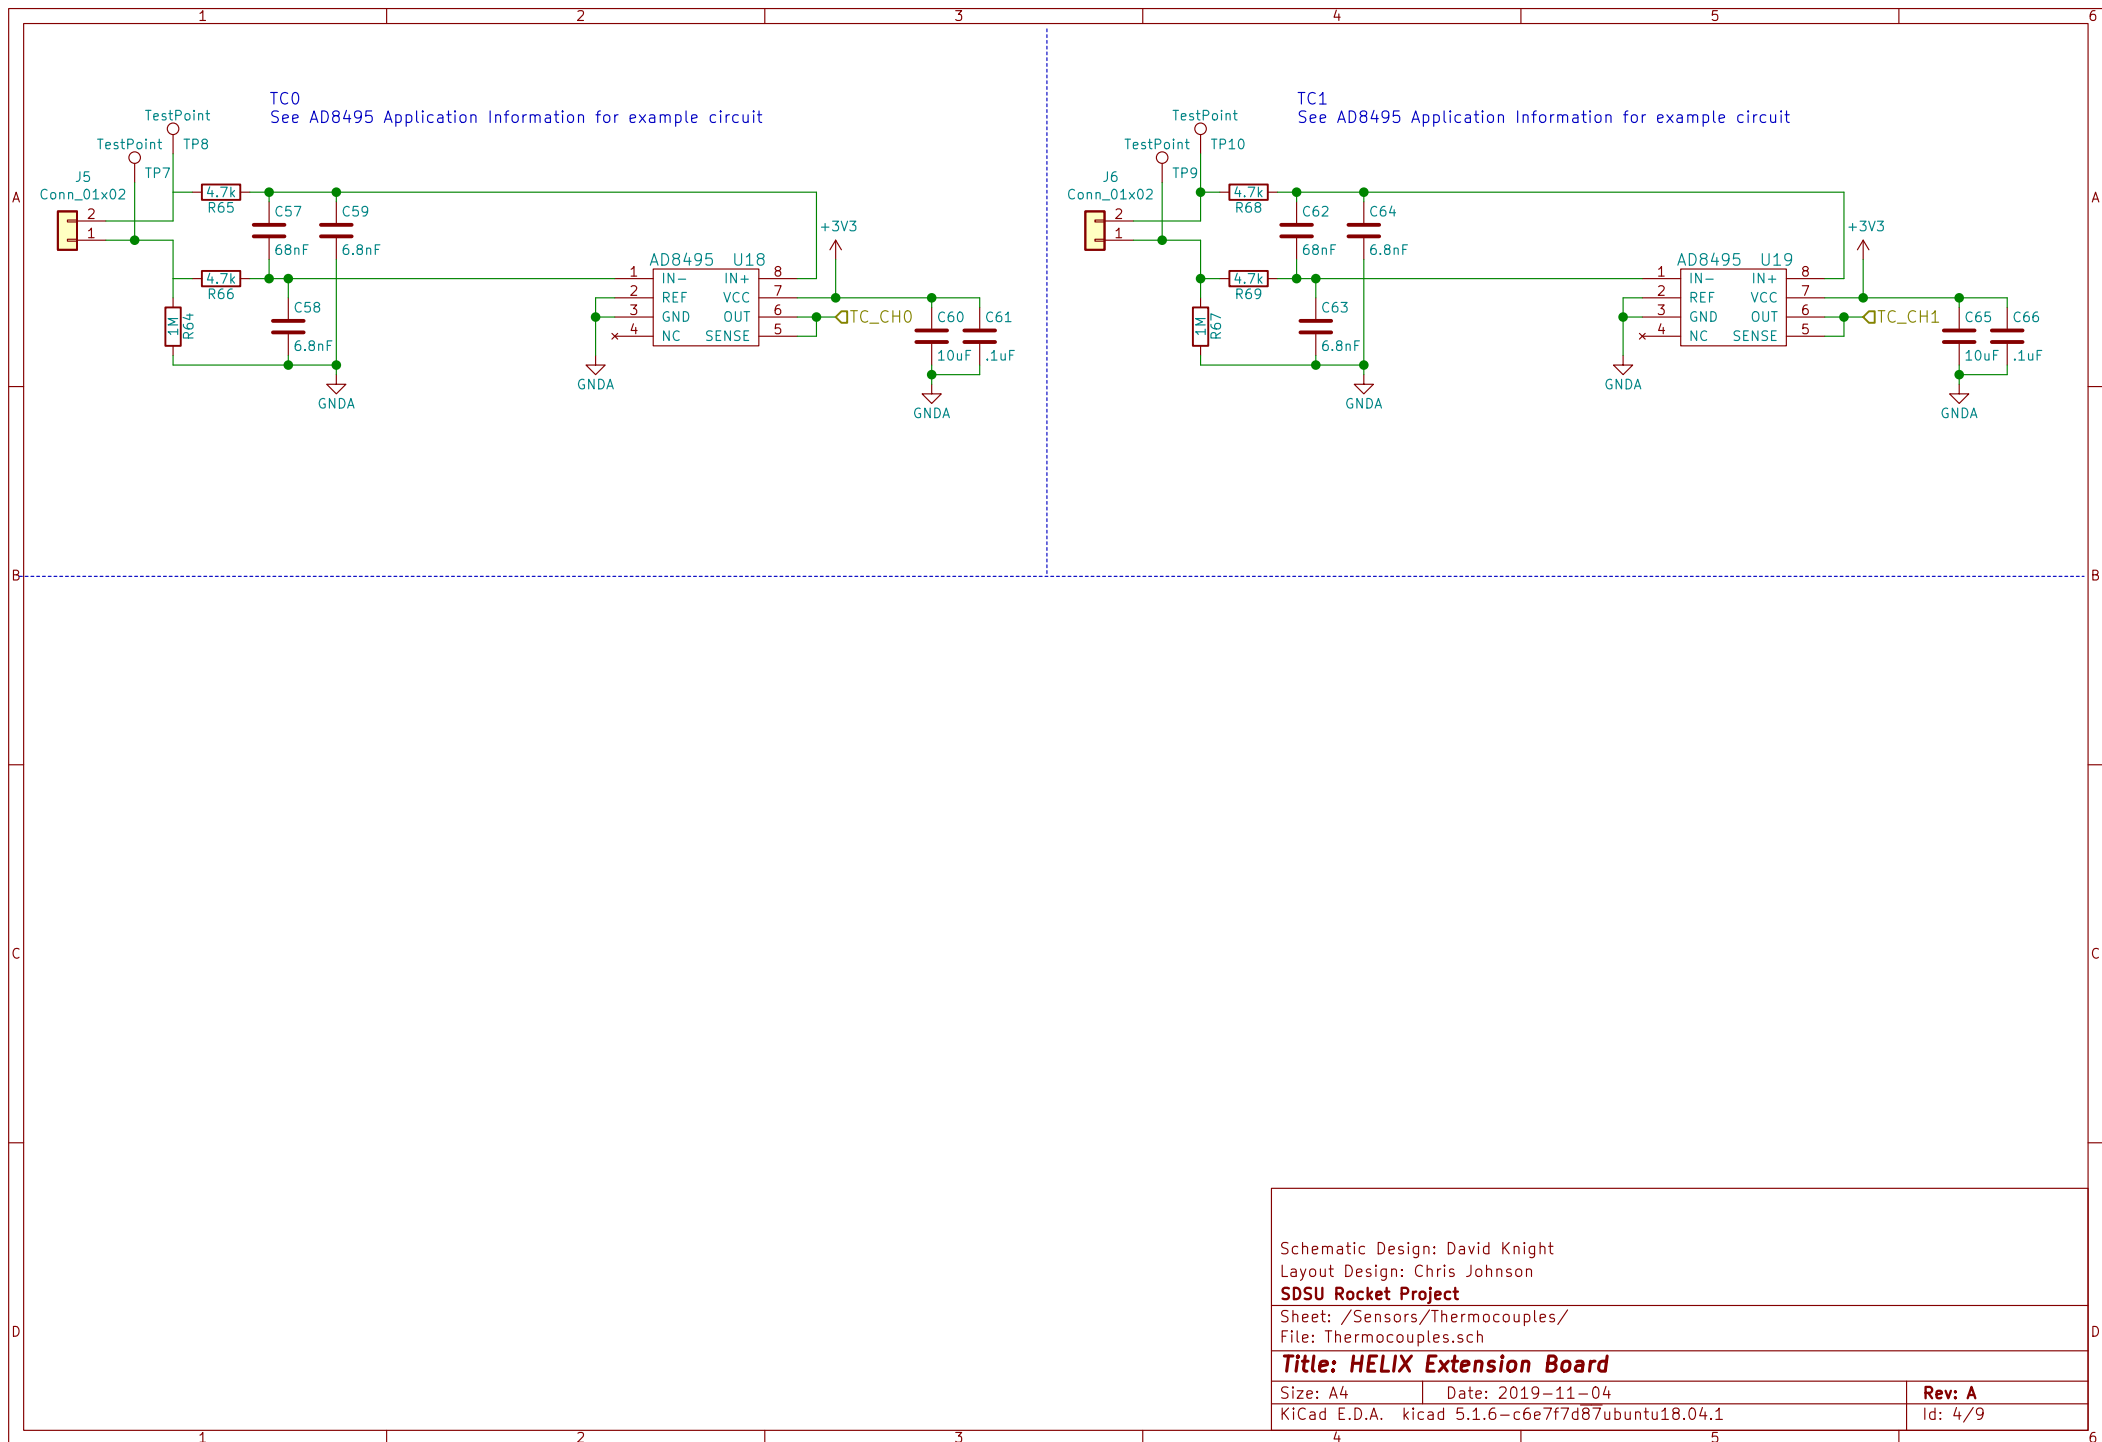 1 2 3 4 5 6
A
B
C
D
TC0
See AD8495 Application Information for example circuit
TestPoint
TP8
TestPoint
TP7
J5
Conn_01x02
2
1
4.7k
R65
C57
68nF
C59
6.8nF
4.7k
R66
1M
R64
C58
6.8nF
GNDA
AD8495 U18
1 IN- IN+ 8
2 REF VCC 7
3 GND OUT 6
4 NC SENSE 5
GNDA
+3V3
TC_CH0
C60
10uF
C61
.1uF
GNDA
TC1
See AD8495 Application Information for example circuit
TestPoint
TP10
TestPoint
TP9
J6
Conn_01x02
2
1
4.7k
R68
C62
68nF
C64
6.8nF
4.7k
R69
1M
R67
C63
6.8nF
GNDA
AD8495 U19
1 IN- IN+ 8
2 REF VCC 7
3 GND OUT 6
4 NC SENSE 5
GNDA
+3V3
TC_CH1
C65
10uF
C66
.1uF
GNDA
A
B
C
D
Schematic Design: David Knight
Layout Design: Chris Johnson
SDSU Rocket Project
Sheet: /Sensors/Thermocouples/
File: Thermocouples.sch
Title: HELIX Extension Board
Size: A4 Date: 2019-11-04 Rev: A
KiCad E.D.A. kicad 5.1.6-c6e7f7d87ubuntu18.04.1 Id: 4/9
1 2 3 4 5 6